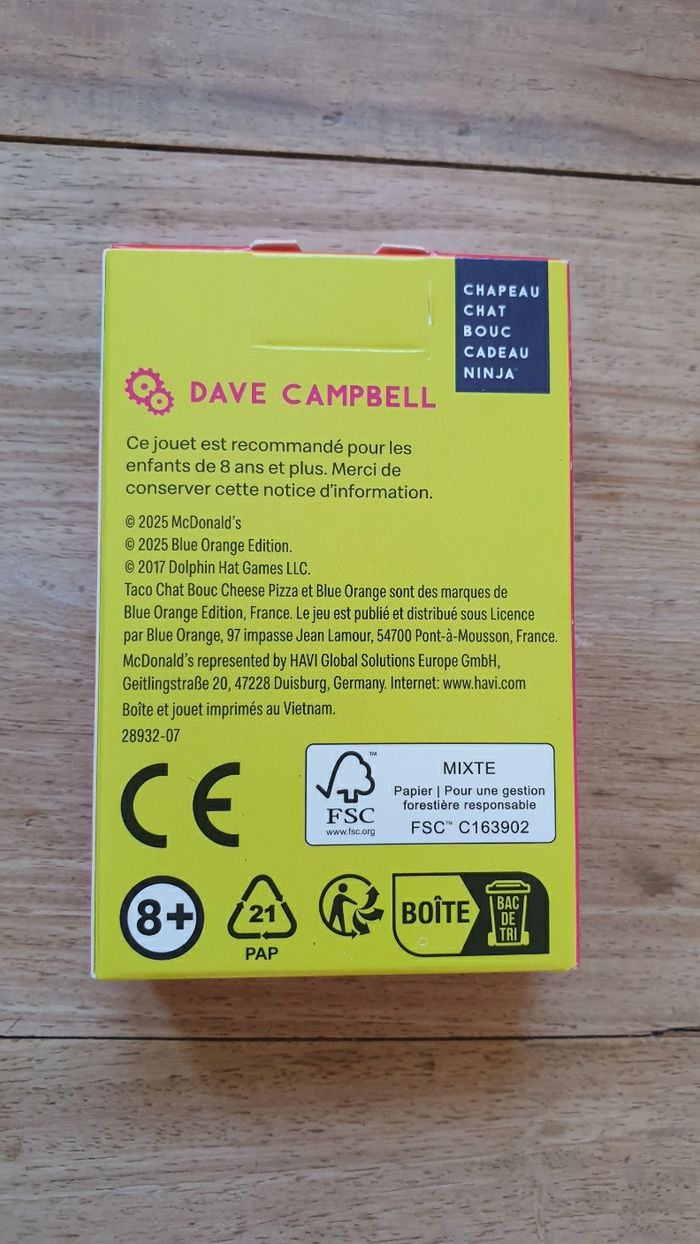 CHAPEAU
CHAT
BOUC
CADEAU
NINJA
DAVE CAMPBELL
Ce jouet est recommandé pour les
enfants de 8 ans et plus. Merci de
conserver cette notice d'information.
© 2025 McDonald's
© 2025 Blue Orange Edition.
© 2017 Dolphin Hat Games LLC.
Taco Chat Bouc Cheese Pizza et Blue Orange sont des marques de
Blue Orange Edition, France. Le jeu est publié et distribué sous Licence
par Blue Orange, 97 impasse Jean Lamour, 54700 Pont-à-Mousson, France.
McDonald's represented by HAVI Global Solutions Europe GmbH,
Geitlingstraße 20, 47228 Duisburg, Germany. Internet: www.havi.com
Boîte et jouet imprimés au Vietnam.
28932-07
CE
FSC™
www.fsc.org
MIXTE
Papier | Pour une gestion
forestière responsable
FSC™ C163902
8+
21
PAP
BOÎTE
BAC
DE
TRI